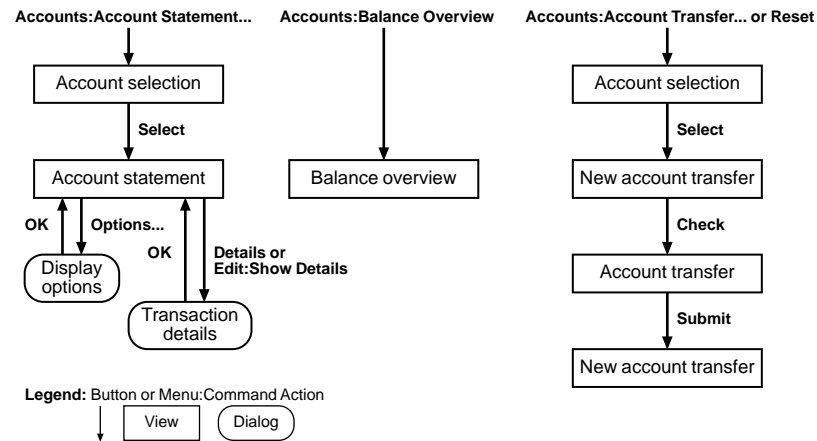 Accounts:Account Statement...
Accounts:Balance Overview
Accounts:Account Transfer... or Reset
Account selection
Account selection
Select
Select
Account statement
Balance overview
New account transfer
OK
Options...
OK
Details or
Edit:Show Details
Check
Display
options
Account transfer
Transaction
details
Submit
New account transfer
Legend: Button or Menu:Command Action
View
Dialog